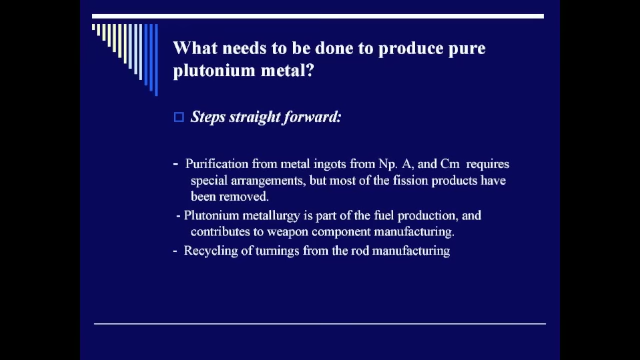 What needs to be done to produce pure
plutonium metal?
Steps straight forward:
- Purification from metal ingots from Np. A, and Cm requires
special arrangements, but most of the fission products have
been removed.
- Plutonium metallurgy is part of the fuel production, and
contributes to weapon component manufacturing.
- Recycling of turnings from the rod manufacturing